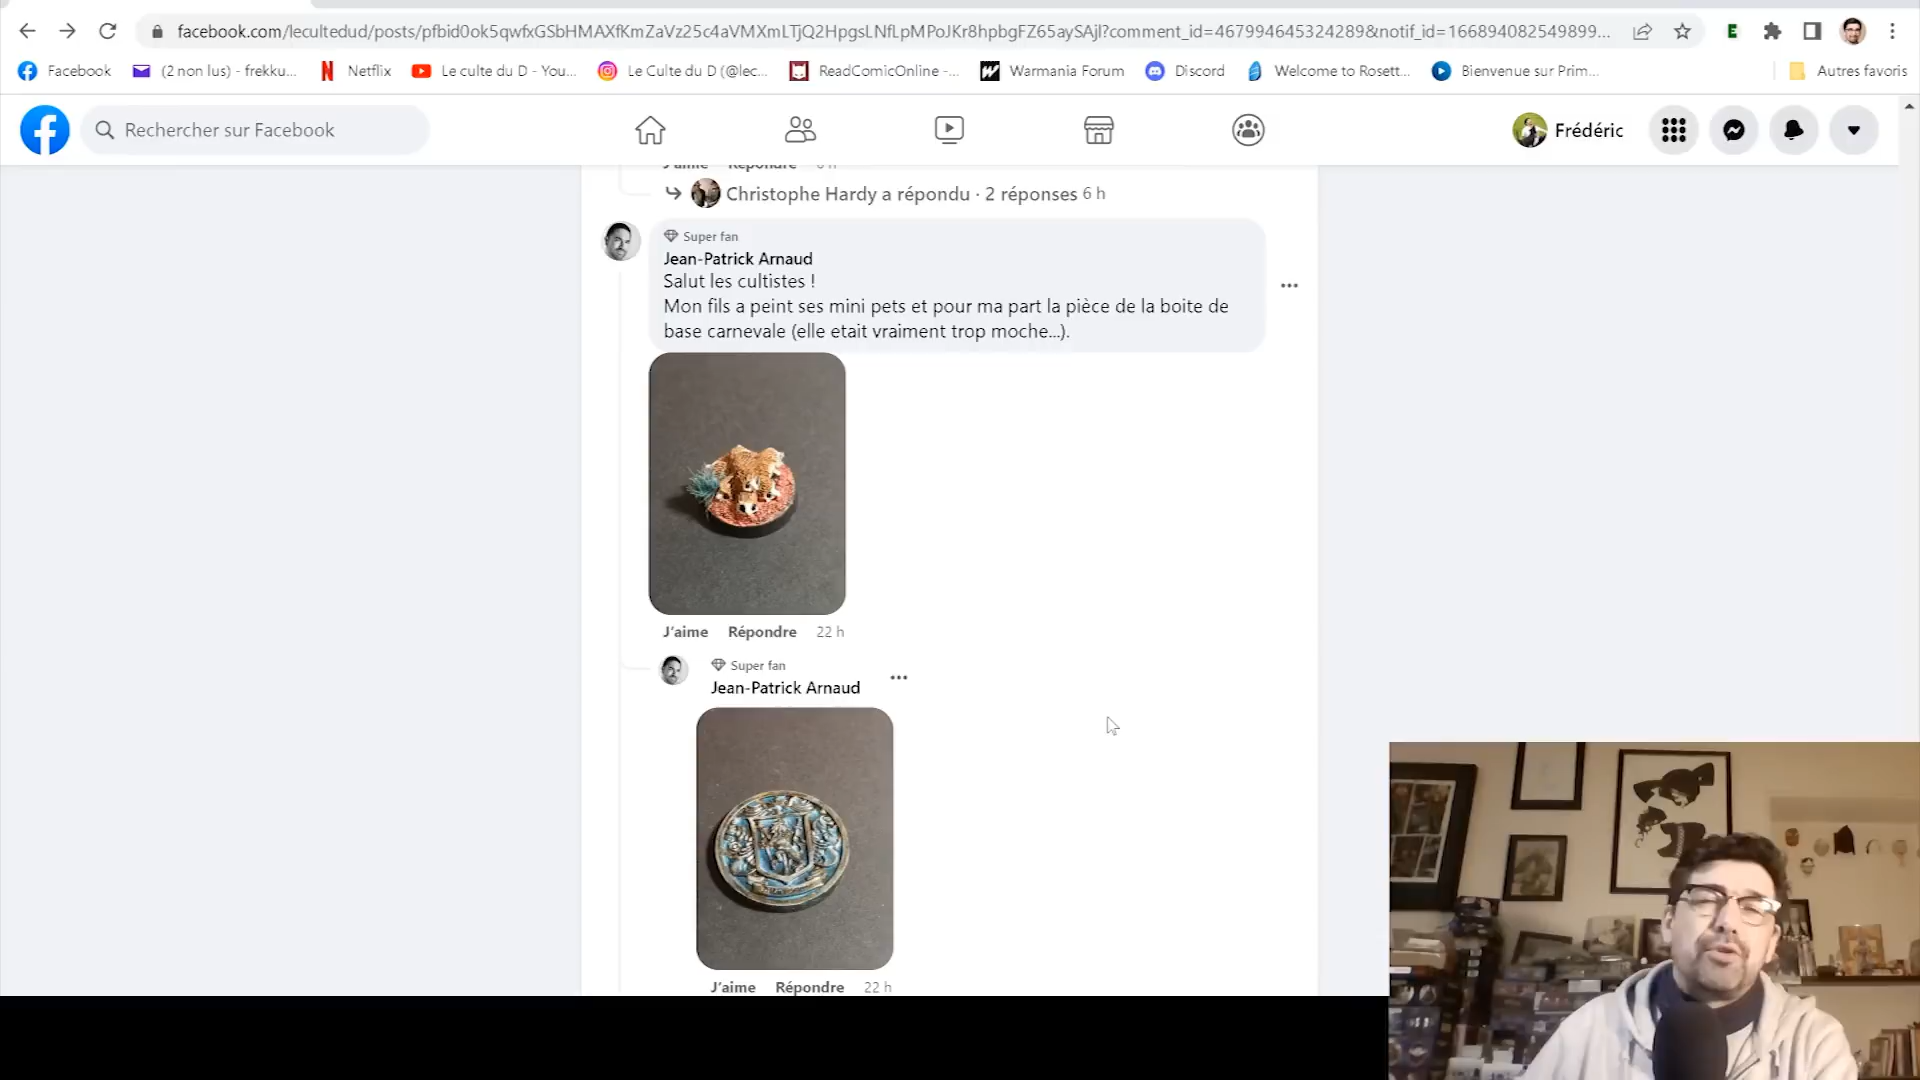 facebook.com/lecultedud/posts/pfbid0ok5qwfxGSbHMAXfKmZaVz25c4aVMXmLTjQ2HpgsLNfLpMPoJKr8hpbgFZ65aySAjl?comment_id=467994645324289&notif_id=166894082549899...
Facebook (2 non lus) - frekku... Netflix Le culte du D - You... Le Culte du D (@lec... ReadComicOnline -... Warmania Forum Discord Welcome to Rosett... Bienvenue sur Prim... Autres favoris
Rechercher sur Facebook
Frédéric
J'aime Répondre 6 h
Christophe Hardy a répondu · 2 réponses 6 h
Super fan
Jean-Patrick Arnaud
Salut les cultistes !
Mon fils a peint ses mini pets et pour ma part la pièce de la boite de
base carnevale (elle etait vraiment trop moche...).
J'aime Répondre 22 h
Super fan
Jean-Patrick Arnaud
J'aime Répondre 22 h